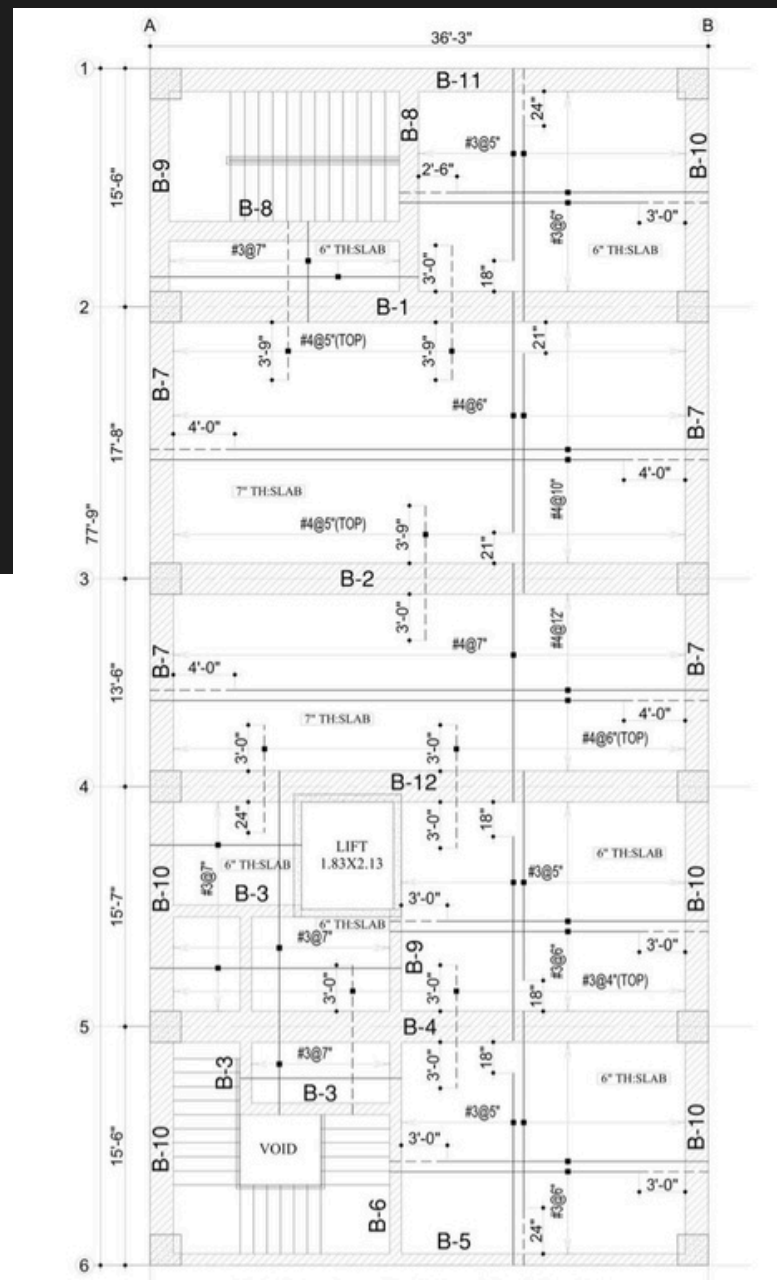 A
B
36'-3"
1
B-11
B-8
24"
#3@5"
B-9
B-10
2'-6"
15'-6"
B-8
#3@6"
3'-0"
#3@7"
6" TH:SLAB
6" TH:SLAB
3'-0"
18"
2
B-1
#4@5"(TOP)
3'-9"
3'-9"
21"
B-7
#4@6"
B-7
4'-0"
17'-8"
4'-0"
7" TH:SLAB
#4@10"
77'-9"
#4@5"(TOP)
3'-9"
21"
3
B-2
3'-0"
#4@12"
#4@7"
B-7
B-7
4'-0"
13'-6"
4'-0"
7" TH:SLAB
#4@6"(TOP)
3'-0"
3'-0"
4
B-12
24"
3'-0"
18"
LIFT
1.83X2.13
6" TH:SLAB
6" TH:SLAB
#3@7"
#3@5"
B-10
B-3
B-10
3'-0"
15'-7"
6" TH:SLAB
#3@7"
B-9
#3@6"
3'-0"
3'-0"
3'-0"
#3@4"(TOP)
18"
5
B-4
#3@7"
3'-0"
18"
B-3
B-3
6" TH:SLAB
#3@5"
B-10
15'-6"
B-10
VOID
3'-0"
3'-0"
#3@6"
B-6
24"
B-5
6